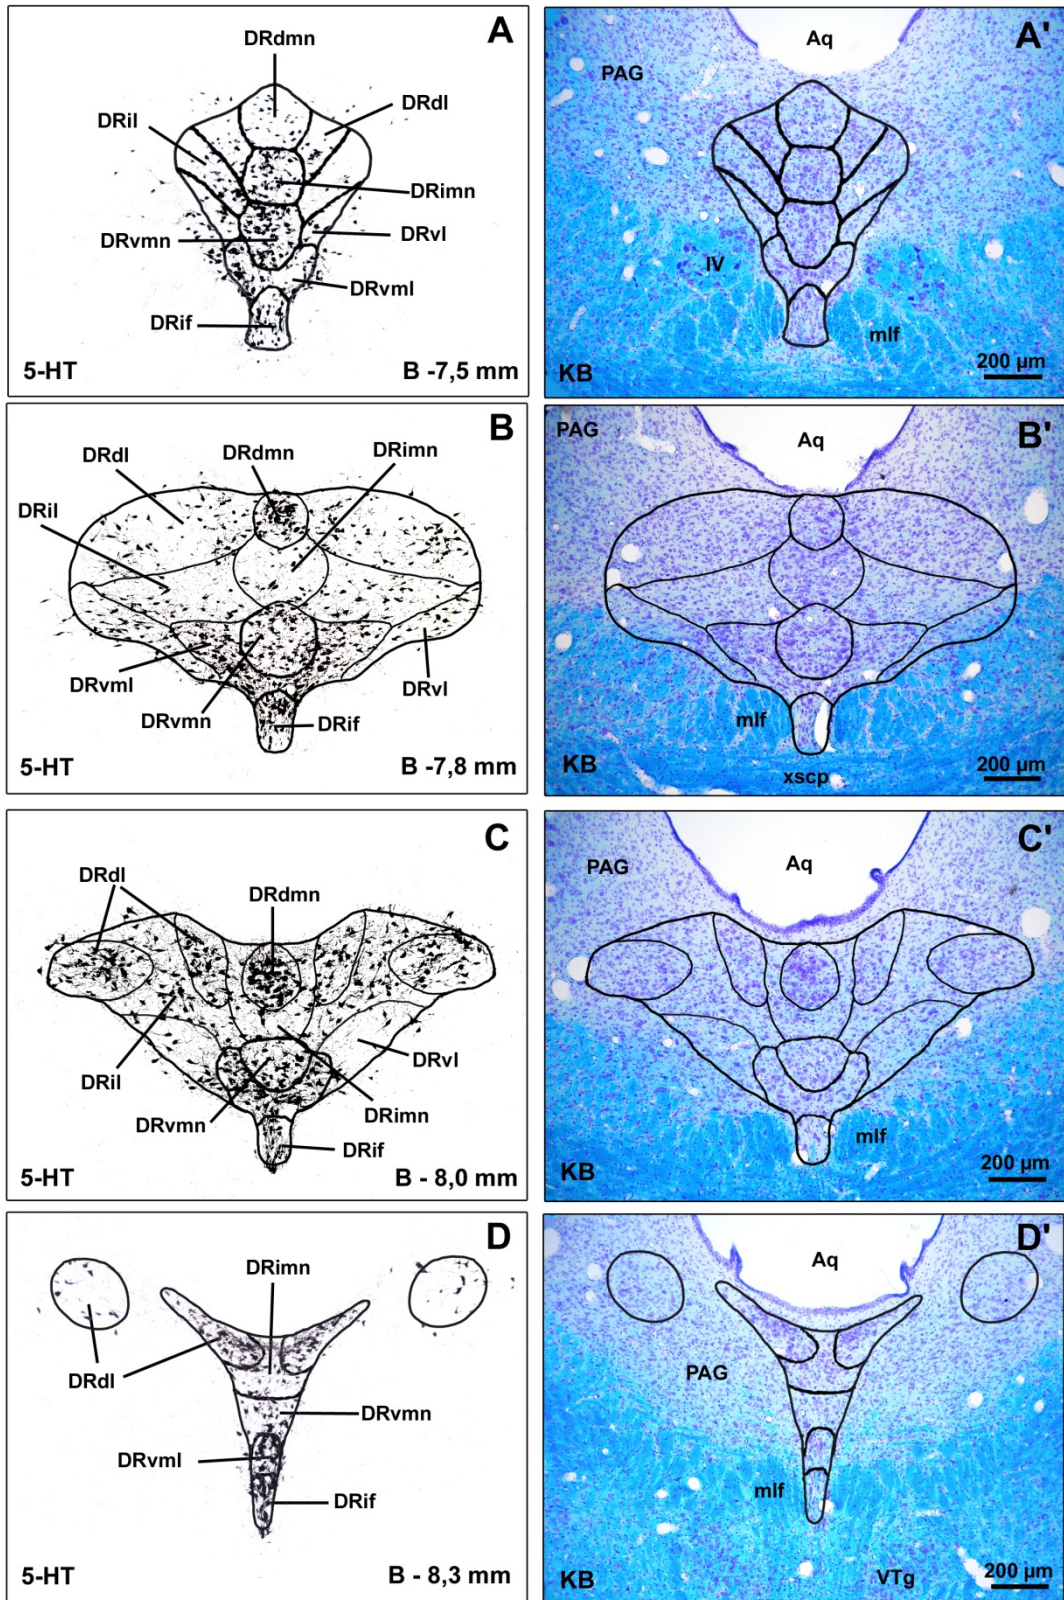 A
DRdmn
DRdl
DRil
DRimn
DRvmn
DRvl
DRvml
DRif
5-HT
B -7,5 mm
A'
Aq
PAG
IV
mlf
KB
200 µm
B
DRdl
DRdmn
DRimn
DRil
DRvml
DRvl
DRvmn
DRif
5-HT
B -7,8 mm
B'
PAG
Aq
mlf
KB
xscp
200 µm
C
DRdl
DRdmn
DRvl
DRil
DRvmn
DRimn
DRif
5-HT
B - 8,0 mm
C'
PAG
Aq
mlf
KB
200 µm
D
DRimn
DRdl
DRvmn
DRvml
DRif
5-HT
B - 8,3 mm
D'
Aq
PAG
mlf
KB
VTg
200 µm